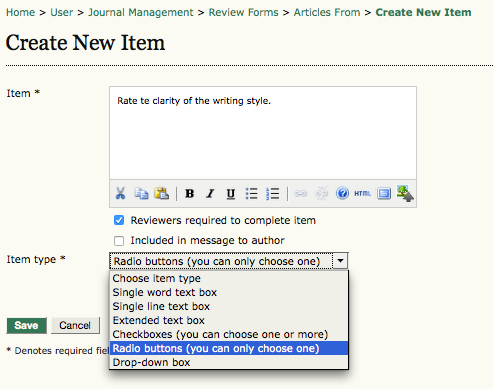 Home > User > Journal Management > Review Forms > Articles From > Create New Item
Create New Item
Item *
Rate te clarity of the writing style.
B I U HTML
Reviewers required to complete item
Included in message to author
Item type *
Radio buttons (you can only choose one)
Choose item type
Single word text box
Single line text box
Extended text box
Checkboxes (you can choose one or more)
Radio buttons (you can only choose one)
Drop-down box
Save Cancel
* Denotes required